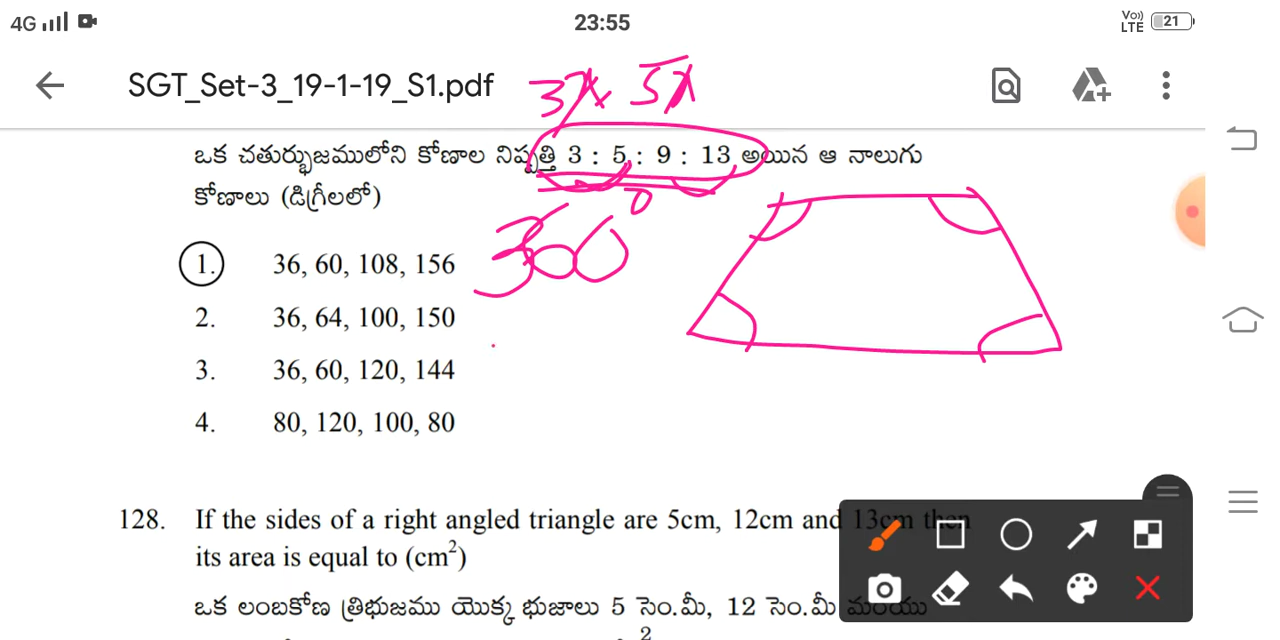 4G 23:55 Vo)) LTE 21
SGT_Set-3_19-1-19_S1.pdf
3x 5x
ఒక చతుర్భుజములోని కోణాల నిష్పత్తి 3 : 5 : 9 : 13 అయిన ఆ నాలుగు
కోణాలు (డిగ్రీలలో)
360°
1. 36, 60, 108, 156
2. 36, 64, 100, 150
3. 36, 60, 120, 144
4. 80, 120, 100, 80
128. If the sides of a right angled triangle are 5cm, 12cm and 13cm then
its area is equal to (cm²)
ఒక లంబకోణ త్రిభుజము యొక్క భుజాలు 5 సెం.మీ, 12 సెం.మీ మరియు
2